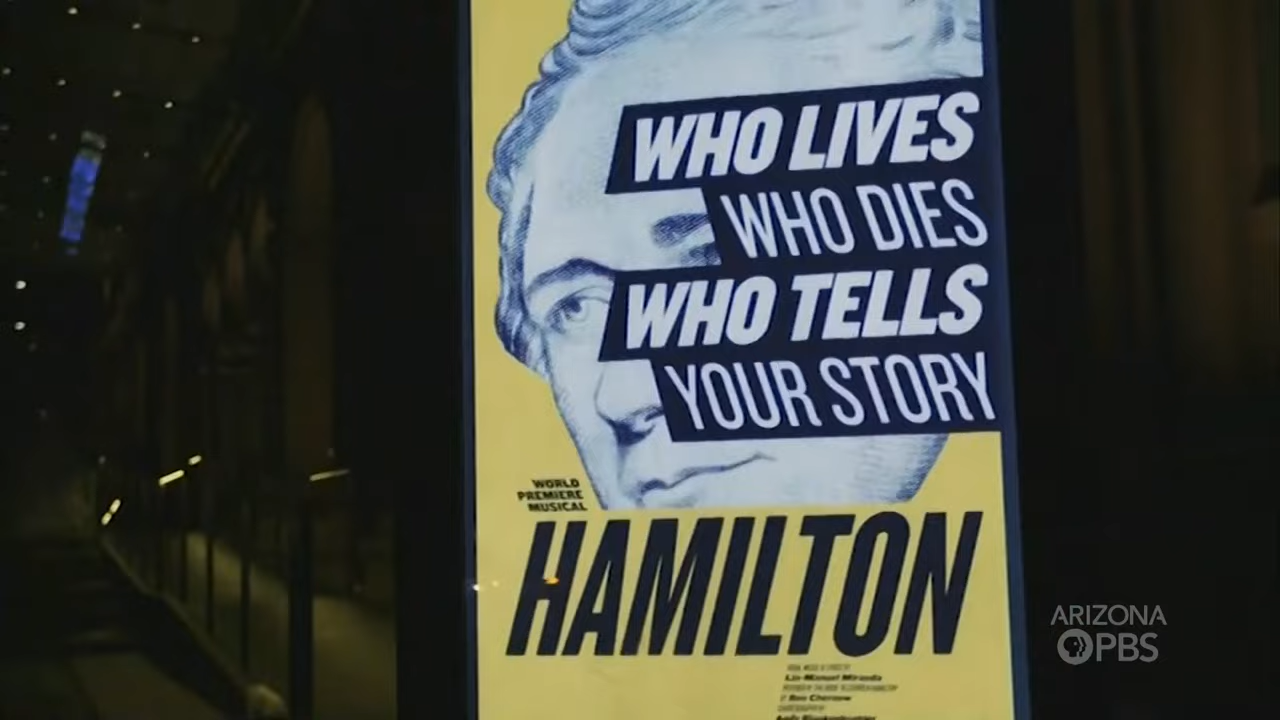 WHO LIVES
WHO DIES
WHO TELLS
YOUR STORY
WORLD
PREMIERE
MUSICAL
HAMILTON
Lin-Manuel Miranda
Ron Chernow
ARIZONA
PBS